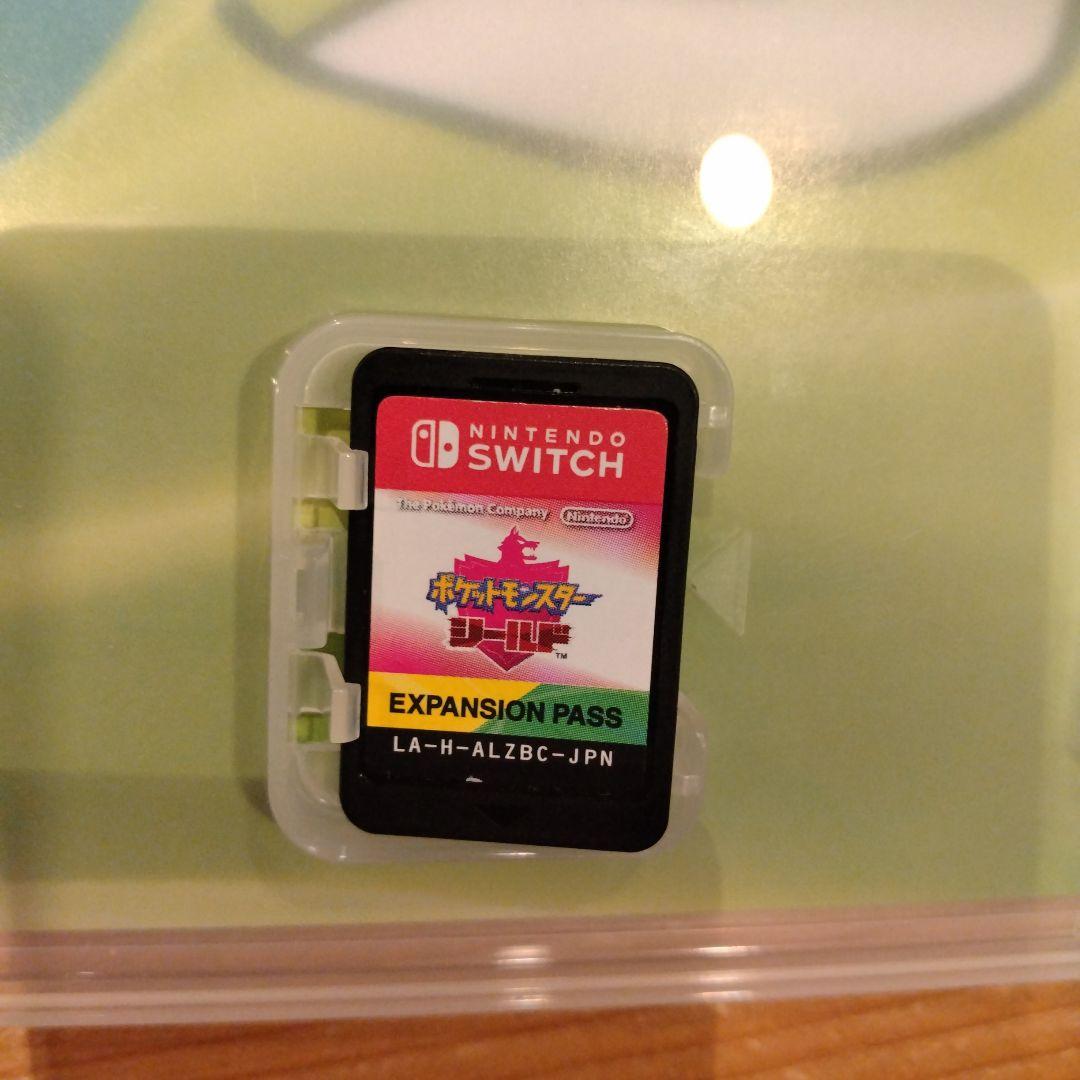 NINTENDO
SWITCH
The Pokémon Company Nintendo
ポケットモンスター
シールド
TM
EXPANSION PASS
LA-H-ALZBC-JPN